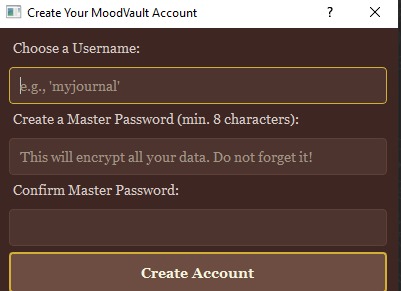 Create Your MoodVault Account
?
Choose a Username:
e.g., 'myjournal'
Create a Master Password (min. 8 characters):
This will encrypt all your data. Do not forget it!
Confirm Master Password:
Create Account